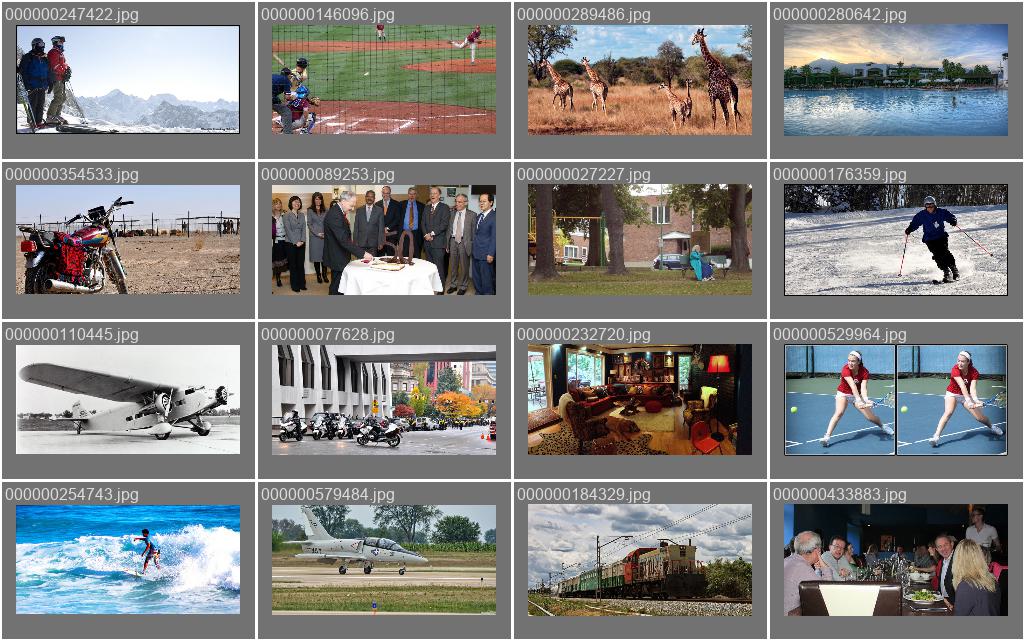 000000247422.jpg
000000146096.jpg
000000289486.jpg
000000280642.jpg
000000354533.jpg
000000089253.jpg
000000027227.jpg
000000176359.jpg
000000110445.jpg
000000077628.jpg
000000232720.jpg
000000529964.jpg
000000254743.jpg
000000579484.jpg
000000184329.jpg
000000433883.jpg